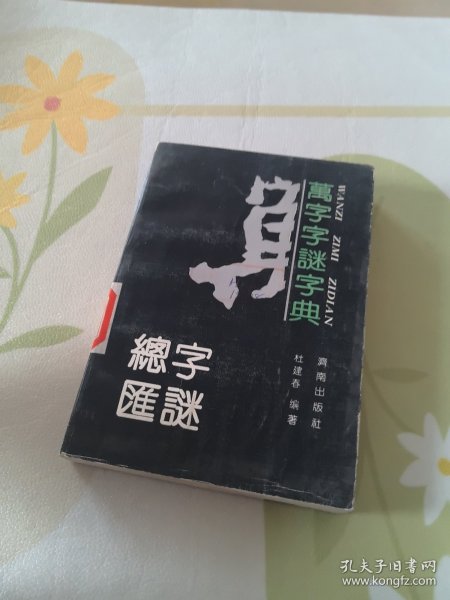 萬字字謎字典
WANZI ZIMI ZIDIAN
字謎
總匯
濟南出版社
杜建春 编著
孔夫子旧书网
www.kongfz.com